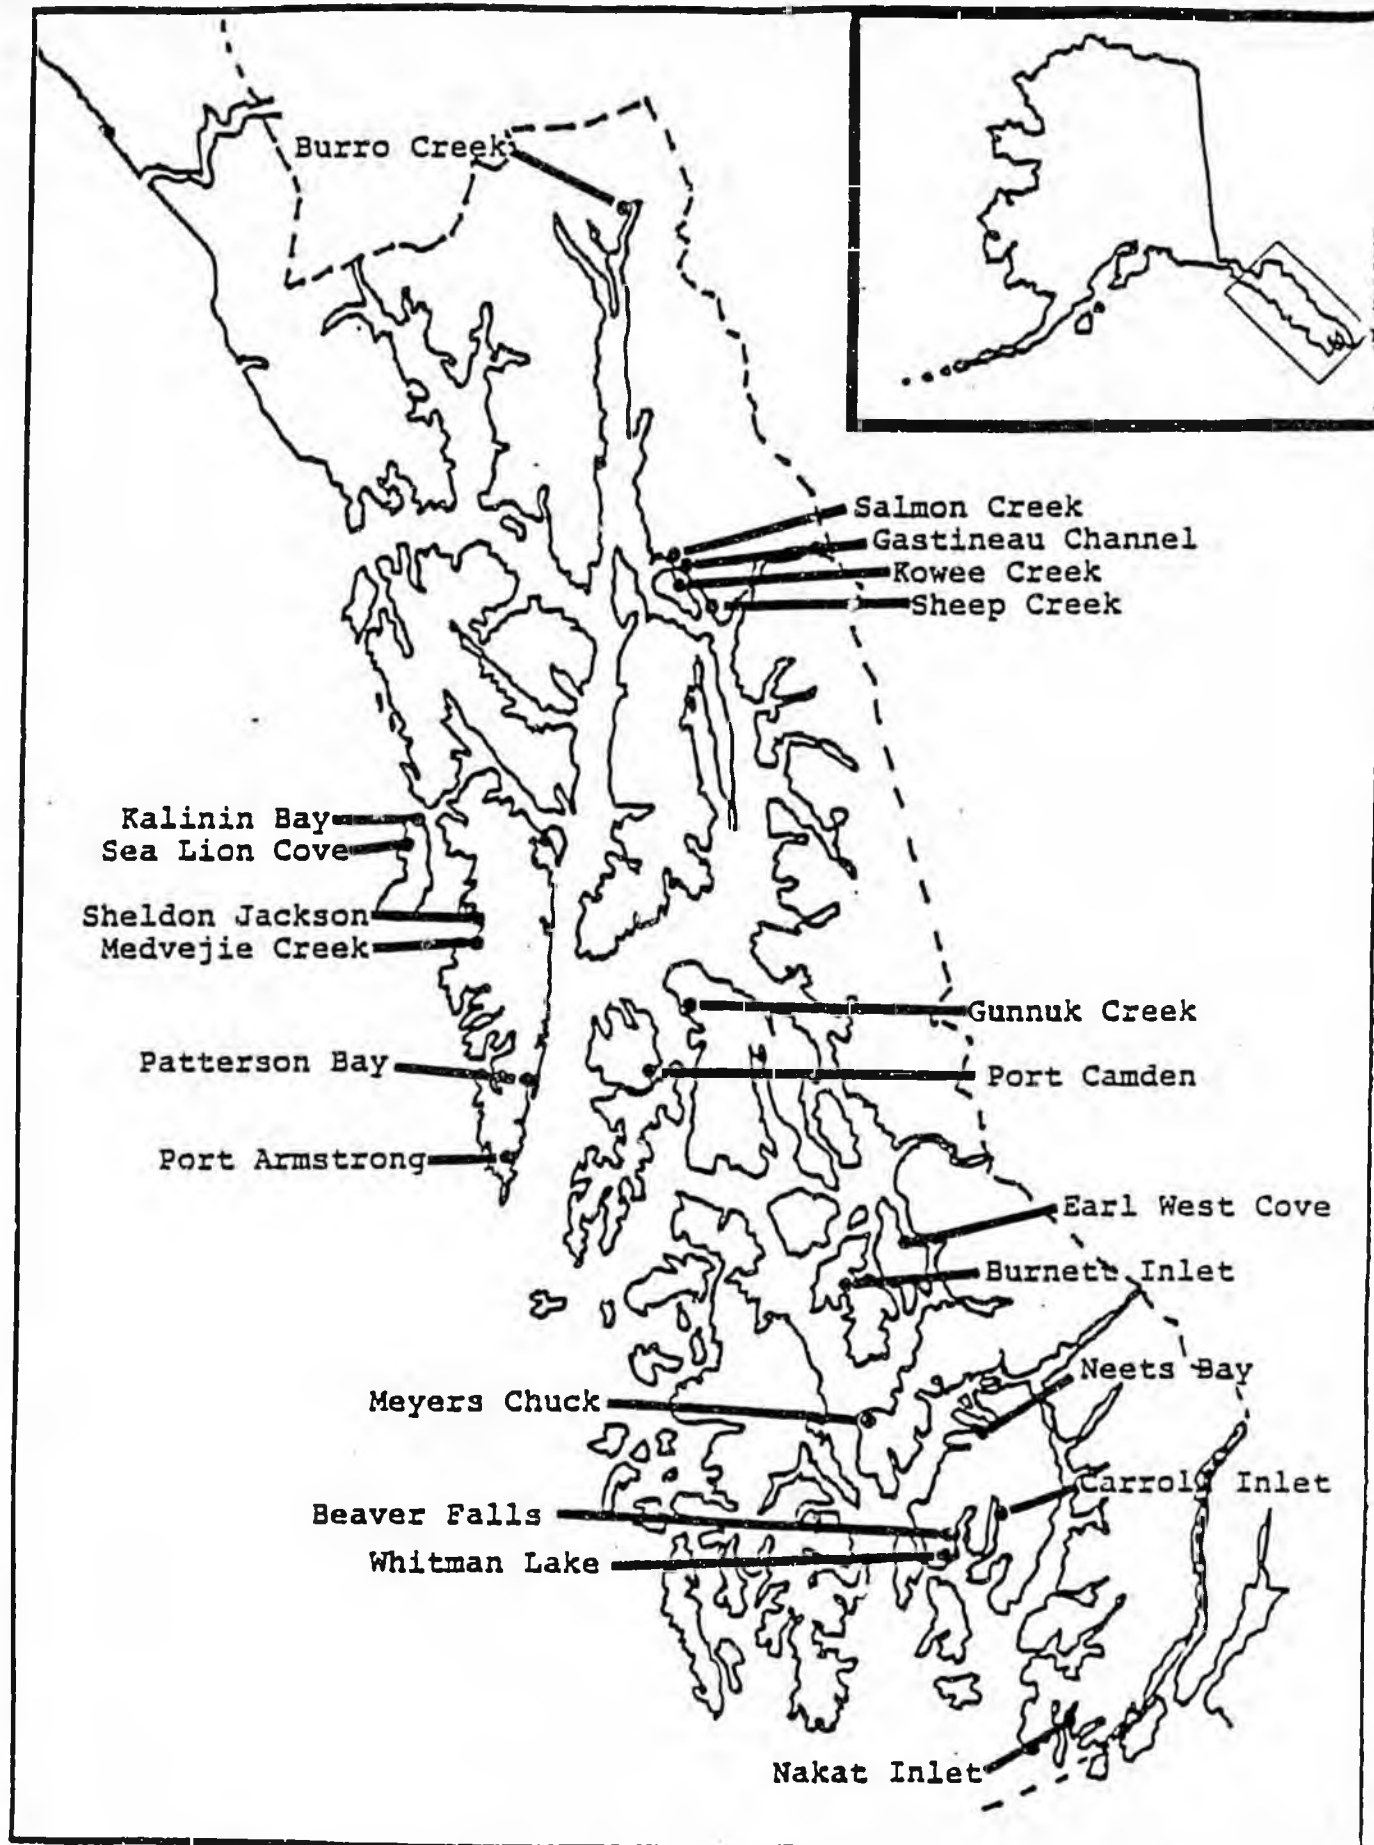 Burro Creek
Salmon Creek
Gastineau Channel
Kowee Creek
Sheep Creek
Kalinin Bay
Sea Lion Cove
Sheldon Jackson
Medvejie Creek
Gunnuk Creek
Patterson Bay
Port Camden
Port Armstrong
Earl West Cove
Burnett Inlet
Neets Bay
Meyers Chuck
Carroll Inlet
Beaver Falls
Whitman Lake
Nakat Inlet